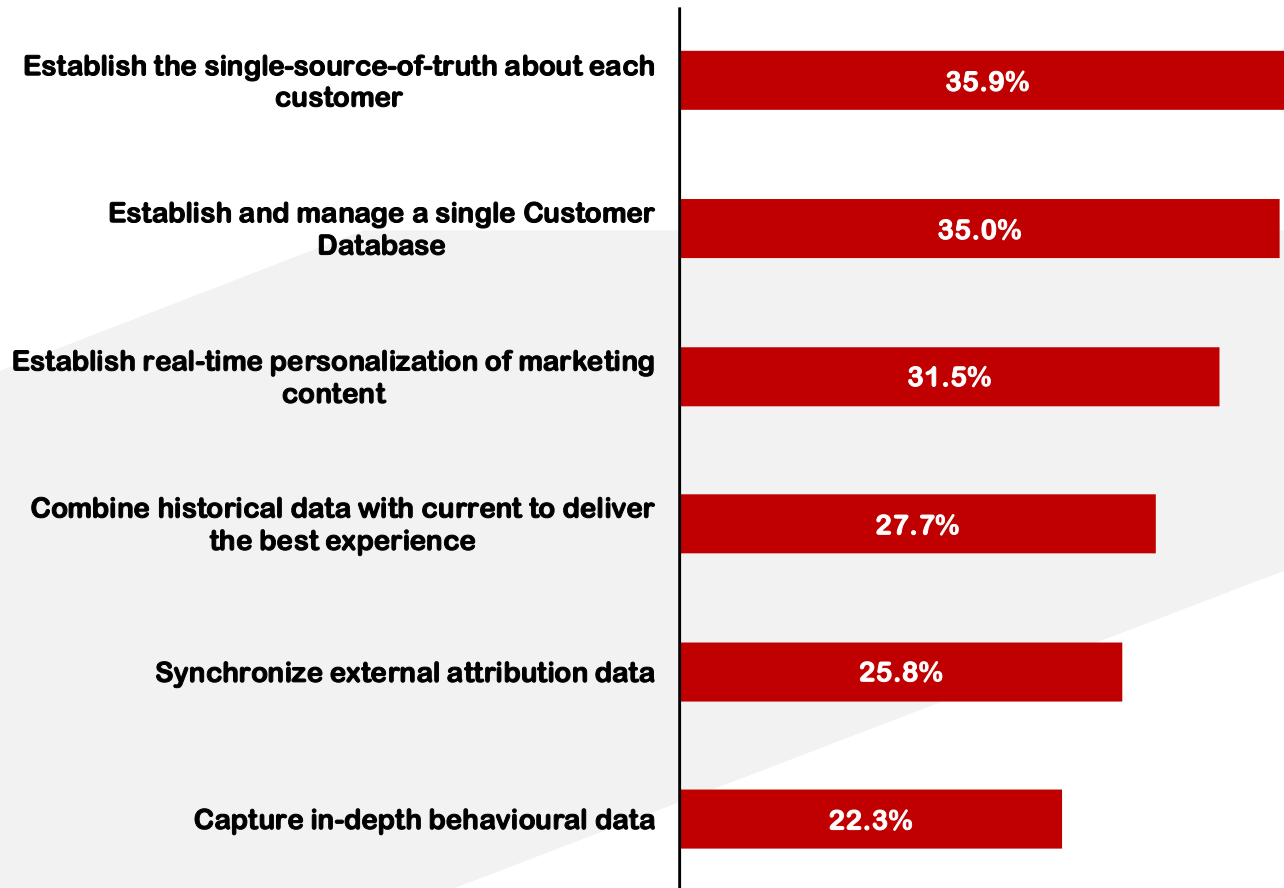 Establish the single-source-of-truth about each
customer
35.9%
Establish and manage a single Customer
Database
35.0%
Establish real-time personalization of marketing
content
31.5%
Combine historical data with current to deliver
the best experience
27.7%
Synchronize external attribution data
25.8%
Capture in-depth behavioural data
22.3%